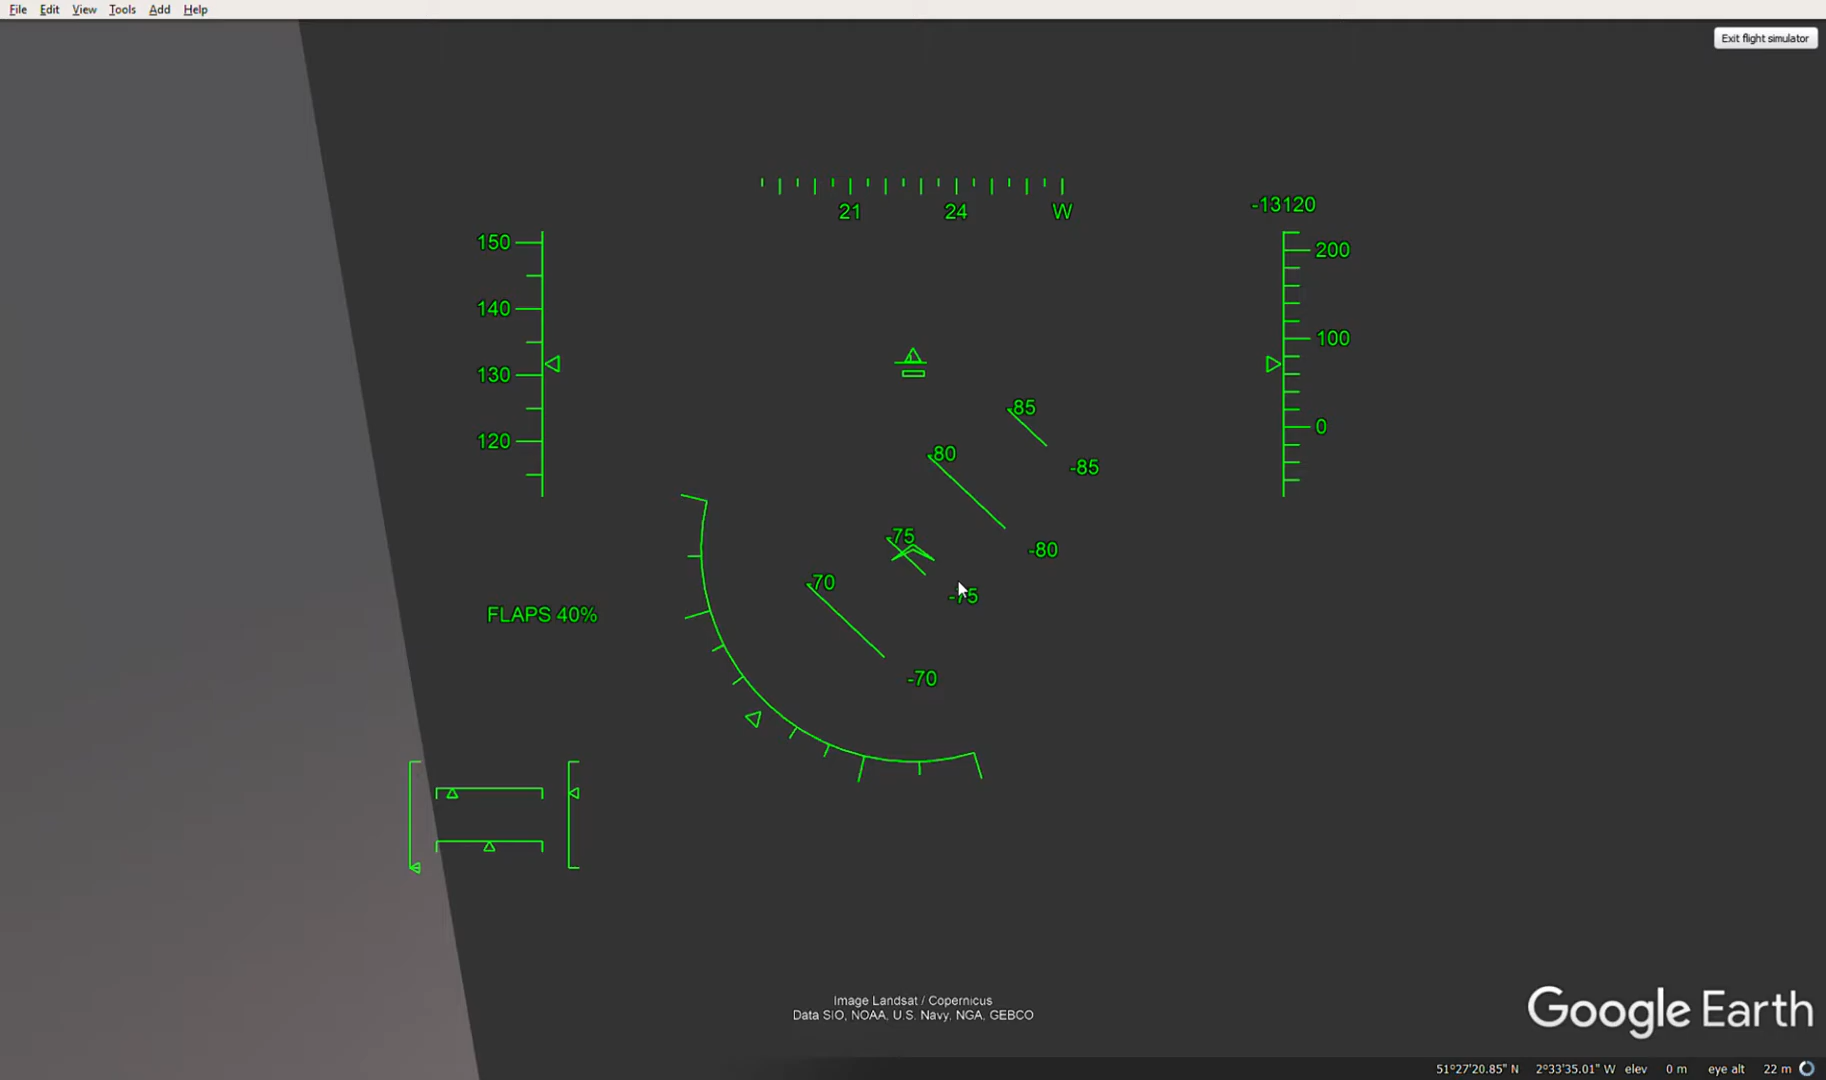 File Edit View Tools Add Help
Exit flight simulator
21 24 W
-13120
150
140
130
120
200
100
0
85
-85
80
-80
75
-75
70
-70
FLAPS 40%
Image Landsat / Copernicus
Data SIO, NOAA, U.S. Navy, NGA, GEBCO
Google Earth
51°27'20.85" N 2°33'35.01" W elev 0 m eye alt 22 m